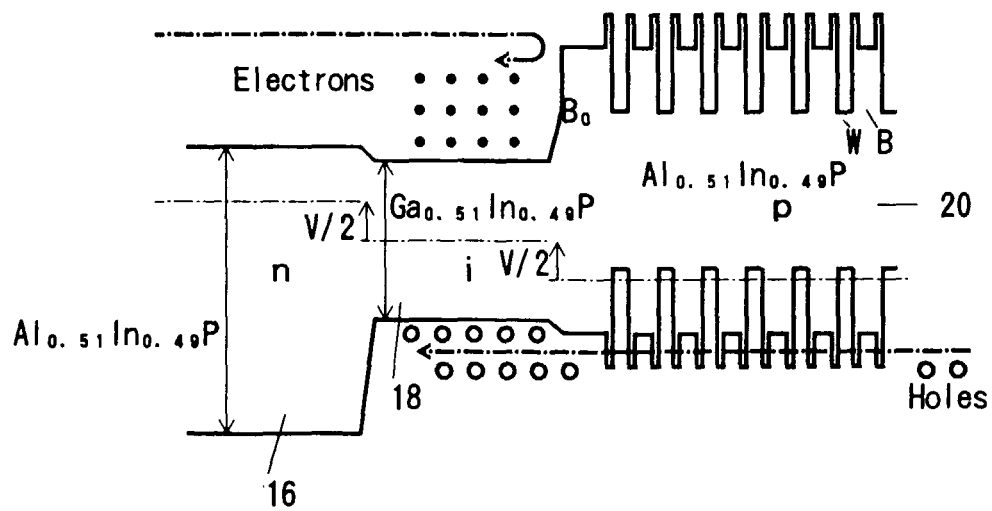 Electrons
B₀
W B
Al₀.₅₁In₀.₄₉P
p
20
Ga₀.₅₁In₀.₄₉P
V/2
V/2
n
i
Al₀.₅₁In₀.₄₉P
18
Holes
16